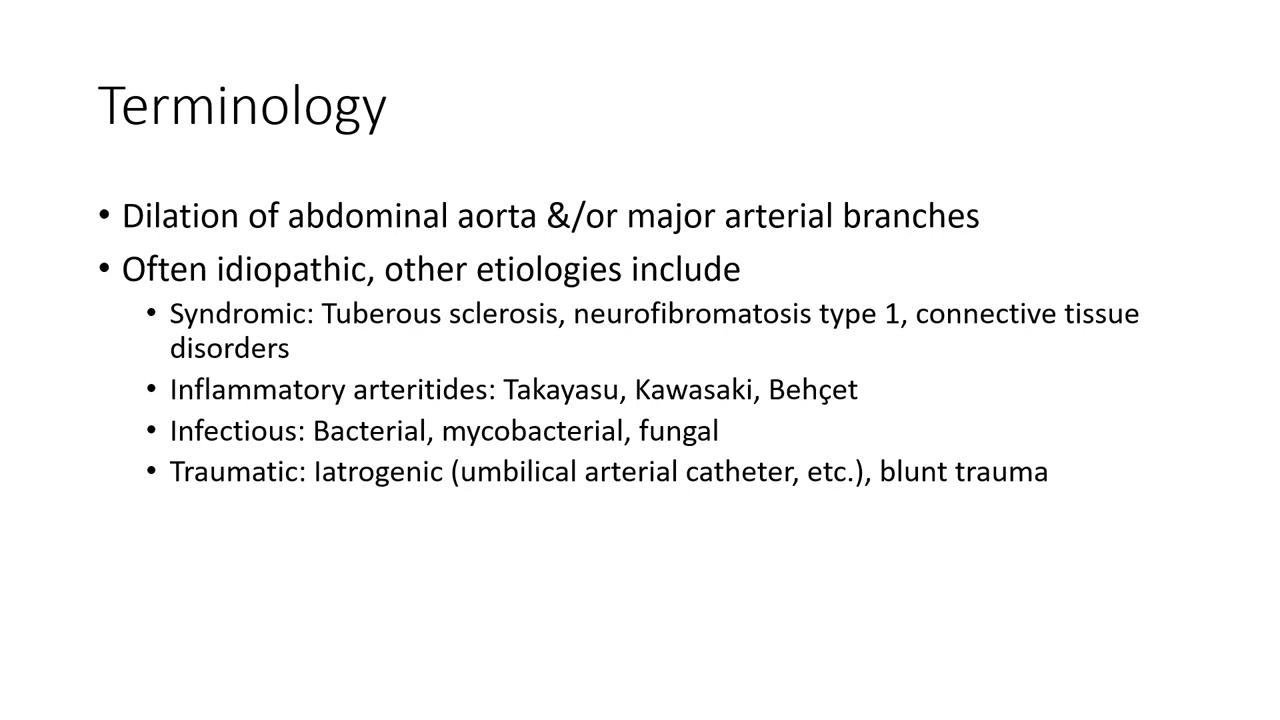 Terminology
• Dilation of abdominal aorta &/or major arterial branches
• Often idiopathic, other etiologies include
• Syndromic: Tuberous sclerosis, neurofibromatosis type 1, connective tissue
disorders
• Inflammatory arteritides: Takayasu, Kawasaki, Behçet
• Infectious: Bacterial, mycobacterial, fungal
• Traumatic: Iatrogenic (umbilical arterial catheter, etc.), blunt trauma